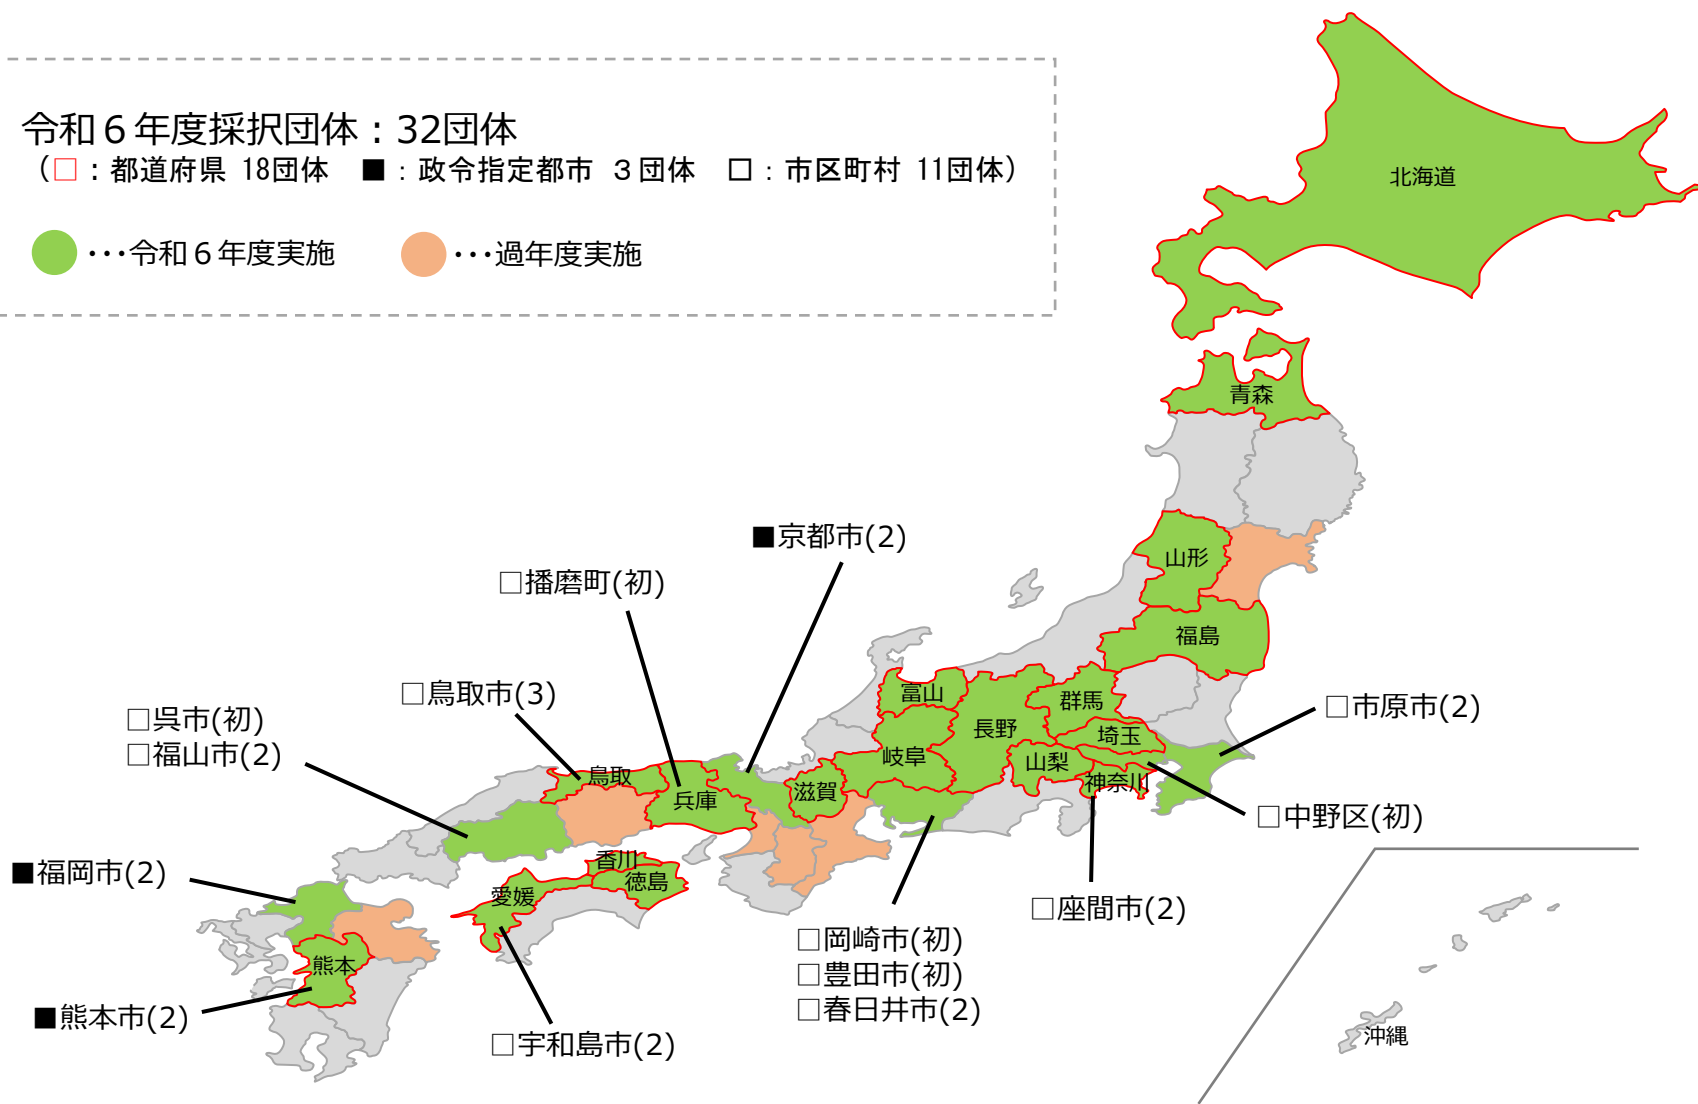 令和６年度採択団体：32団体
（□：都道府県 18団体　■：政令指定都市 ３団体　□：市区町村 11団体）
･･･令和６年度実施
･･･過年度実施
北海道
青森
山形
福島
■京都市(2)
□播磨町(初)
□鳥取市(3)
□呉市(初)
□福山市(2)
富山
群馬
長野
埼玉
岐阜
山梨
神奈川
滋賀
鳥取
兵庫
□市原市(2)
□中野区(初)
□座間市(2)
■福岡市(2)
香川
徳島
愛媛
□岡崎市(初)
□豊田市(初)
□春日井市(2)
熊本
■熊本市(2)
□宇和島市(2)
沖縄